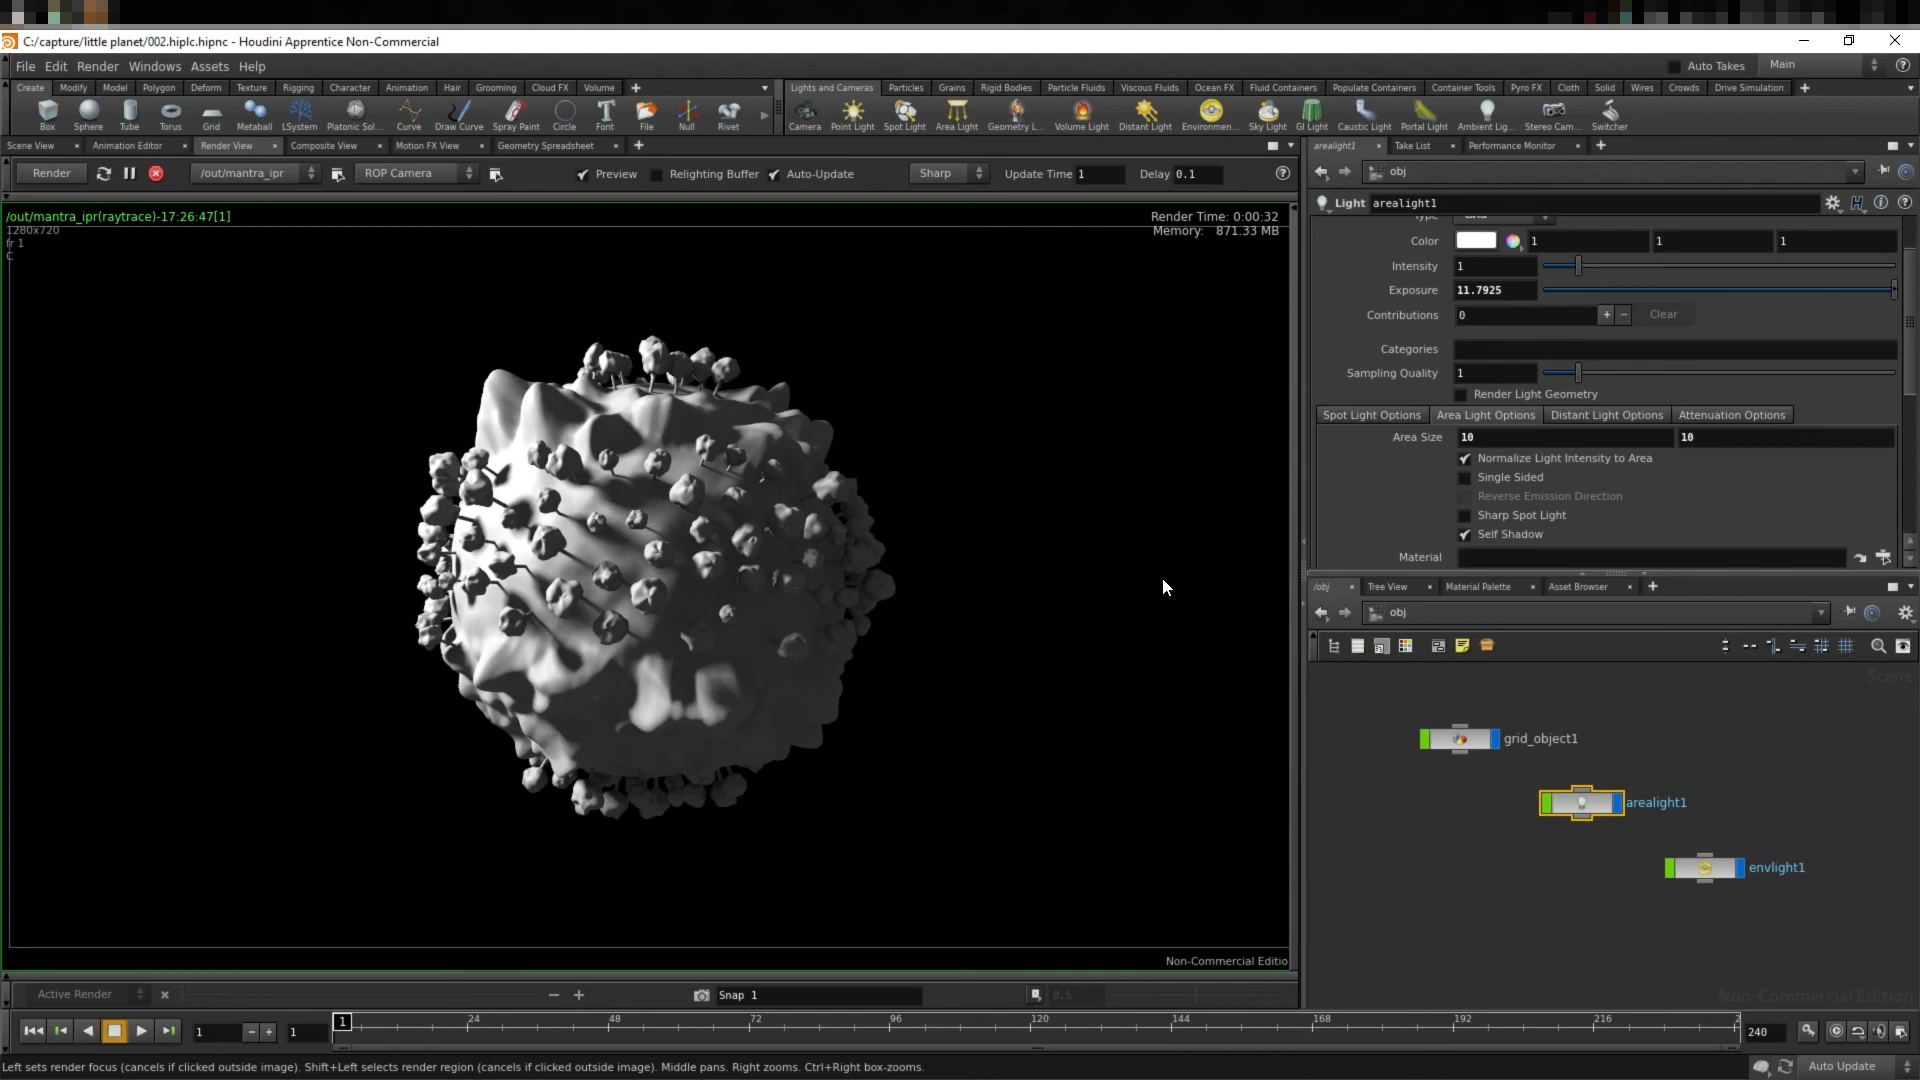 C:/capture/little planet/002.hiplc.hipnc - Houdini Apprentice Non-Commercial
File Edit Render Windows Assets Help
Auto Takes Main
Create Modify Model Polygon Deform Texture Rigging Character Animation Hair Grooming Cloud FX Volume
Lights and Cameras Particles Grains Rigid Bodies Particle Fluids Viscous Fluids Ocean FX Fluid Containers Populate Containers Container Tools Pyro FX Cloth Solid Wires Crowds Drive Simulation
Box Sphere Tube Torus Grid Metaball LSystem Platonic Sol... Curve Draw Curve Spray Paint Circle Font File Null Rivet
Camera Point Light Spot Light Area Light Geometry L... Volume Light Distant Light Environmen... Sky Light GI Light Caustic Light Portal Light Ambient Lig... Stereo Cam... Switcher
Scene View Animation Editor Render View Composite View Motion FX View Geometry Spreadsheet
Render /out/mantra_ipr ROP Camera Preview Relighting Buffer Auto-Update Sharp Update Time 1 Delay 0.1
/out/mantra_ipr(raytrace)-17:26:47[1]
1280x720
fr 1
C
Render Time: 0:00:32
Memory: 871.33 MB
Non-Commercial Editio
arealight1 Take List Performance Monitor
obj
Light arealight1
Color 1 1 1
Intensity 1
Exposure 11.7925
Contributions 0 + − Clear
Categories
Sampling Quality 1
Render Light Geometry
Spot Light Options Area Light Options Distant Light Options Attenuation Options
Area Size 10 10
Normalize Light Intensity to Area
Single Sided
Reverse Emission Direction
Sharp Spot Light
Self Shadow
Material
/obj Tree View Material Palette Asset Browser
obj
Scene
grid_object1
arealight1
envlight1
Non-Commercial Edition
Active Render Snap 1 0.5
1 1 1 24 48 72 96 120 144 168 192 216 2 240
Left sets render focus (cancels if clicked outside image). Shift+Left selects render region (cancels if clicked outside image). Middle pans. Right zooms. Ctrl+Right box-zooms.
Auto Update